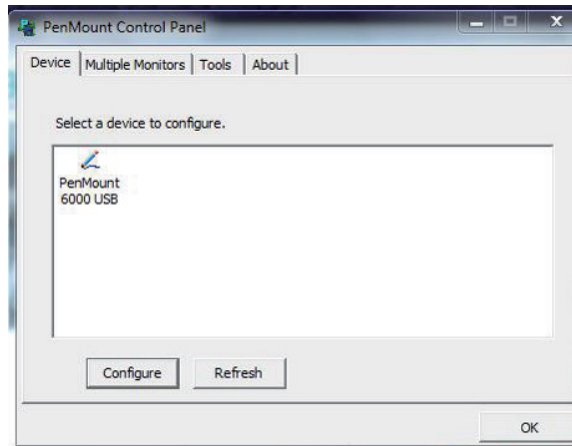 PenMount Control Panel
Device Multiple Monitors Tools About
Select a device to configure.
PenMount
6000 USB
Configure Refresh
OK